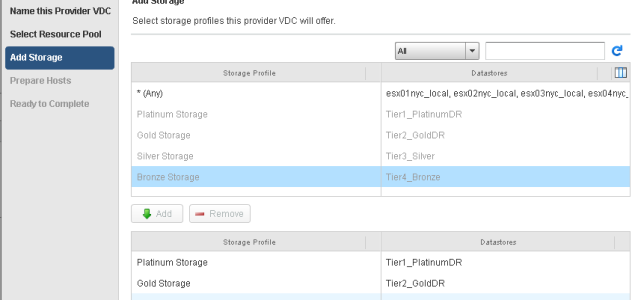 Name this Provider VDC
Select Resource Pool
Add Storage
Prepare Hosts
Ready to Complete
Add Storage
Select storage profiles this provider VDC will offer.
All
Storage Profile Datastores
* (Any) esx01nyc_local, esx02nyc_local, esx03nyc_local, esx04nyc_
Platinum Storage Tier1_PlatinumDR
Gold Storage Tier2_GoldDR
Silver Storage Tier3_Silver
Bronze Storage Tier4_Bronze
Add Remove
Storage Profile Datastores
Platinum Storage Tier1_PlatinumDR
Gold Storage Tier2_GoldDR